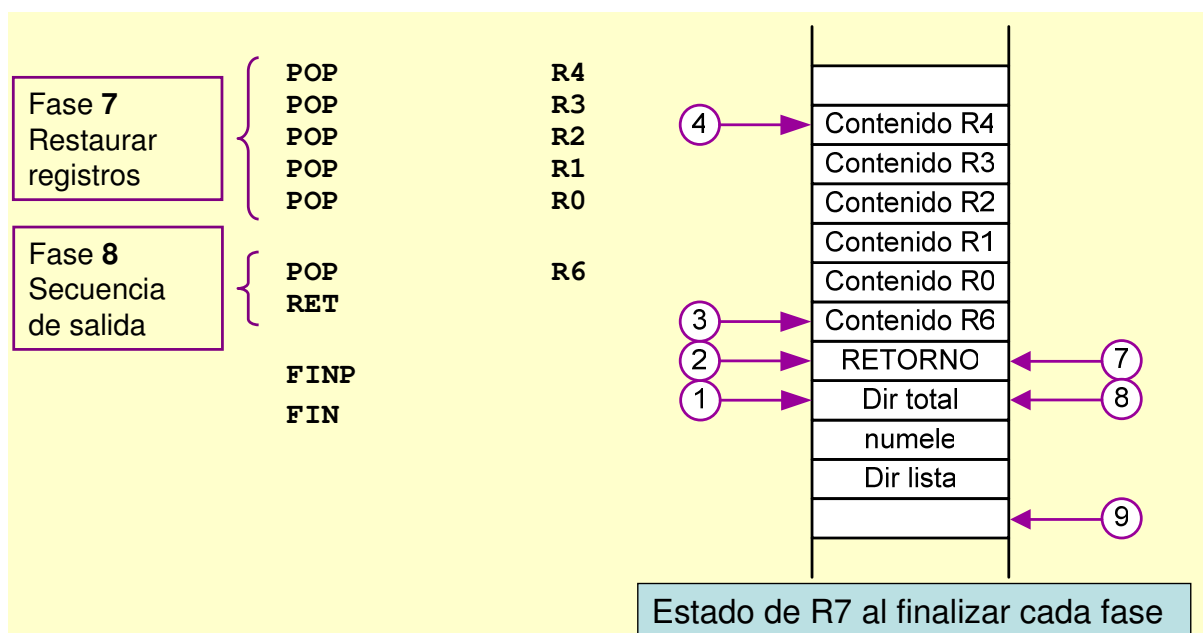 Fase 7
Restaurar
registros
POP R4
POP R3
POP R2
POP R1
POP R0
Fase 8
Secuencia
de salida
POP R6
RET
FINP
FIN
4 Contenido R4
Contenido R3
Contenido R2
Contenido R1
Contenido R0
3 Contenido R6
2 RETORNO 7
1 Dir total 8
numele
Dir lista
9
Estado de R7 al finalizar cada fase